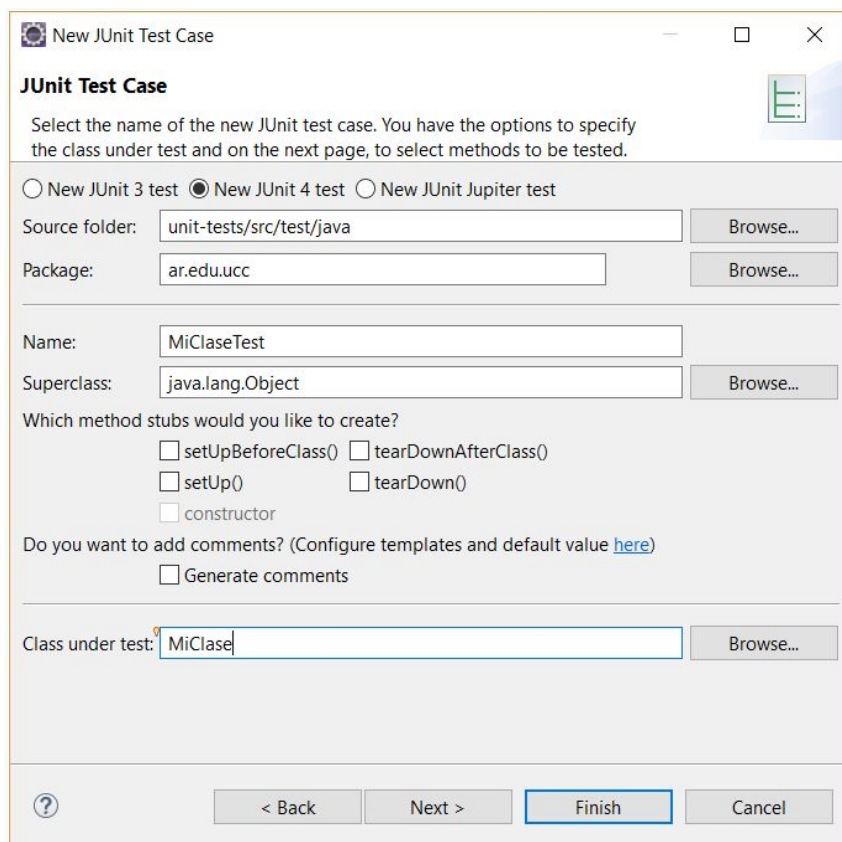 New JUnit Test Case
JUnit Test Case
Select the name of the new JUnit test case. You have the options to specify
the class under test and on the next page, to select methods to be tested.
New JUnit 3 test New JUnit 4 test New JUnit Jupiter test
Source folder: unit-tests/src/test/java Browse...
Package: ar.edu.ucc Browse...
Name: MiClaseTest
Superclass: java.lang.Object Browse...
Which method stubs would you like to create?
setUpBeforeClass() tearDownAfterClass()
setUp() tearDown()
constructor
Do you want to add comments? (Configure templates and default value here)
Generate comments
Class under test: MiClase Browse...
? < Back Next > Finish Cancel